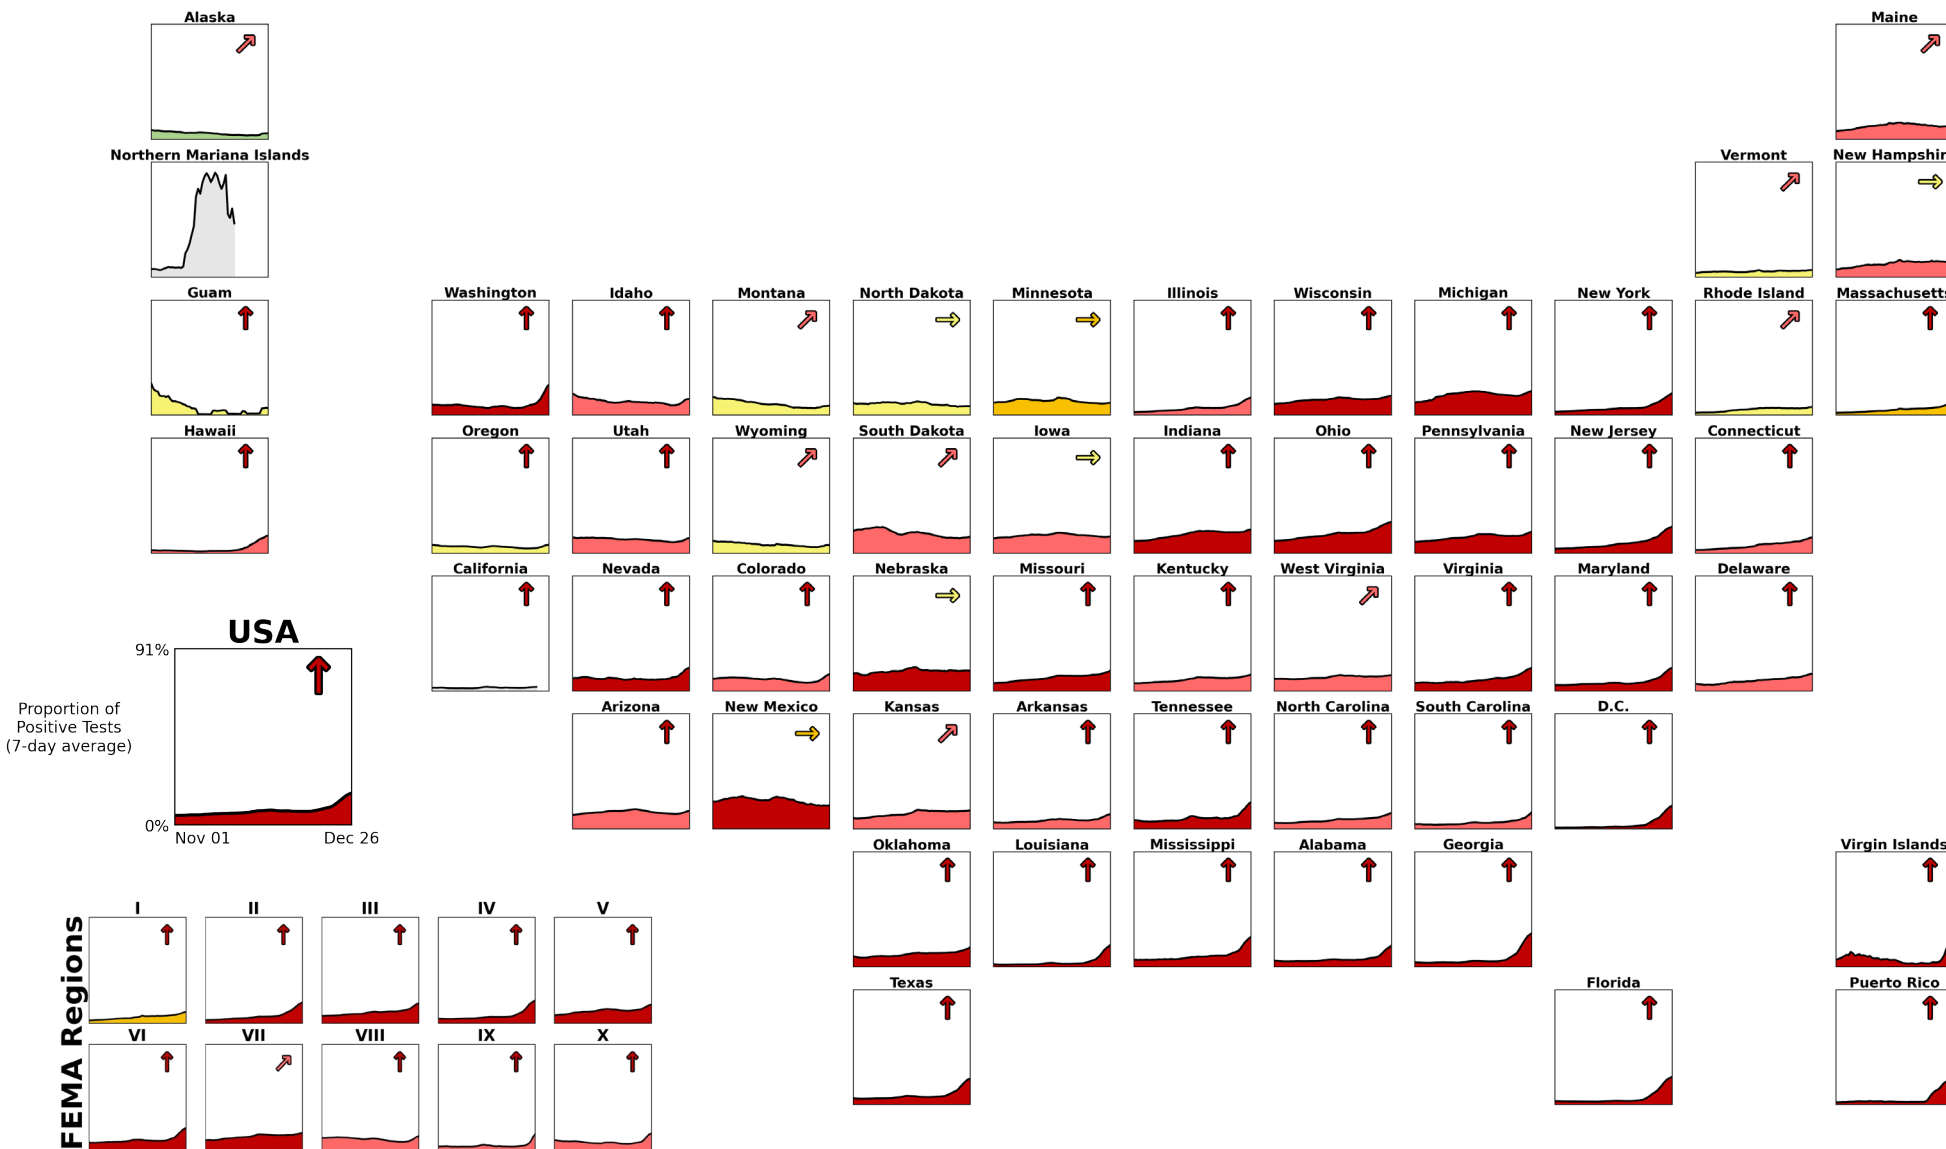 Alaska
Maine
Northern Mariana Islands
Vermont
New Hampshir
Guam
Washington
Idaho
Montana
North Dakota
Minnesota
Illinois
Wisconsin
Michigan
New York
Rhode Island
Massachusetts
Hawaii
Oregon
Utah
Wyoming
South Dakota
Iowa
Indiana
Ohio
Pennsylvania
New Jersey
Connecticut
California
Nevada
Colorado
Nebraska
Missouri
Kentucky
West Virginia
Virginia
Maryland
Delaware
USA
91%
Proportion of
Positive Tests
(7-day average)
0%
Nov 01
Dec 26
Arizona
New Mexico
Kansas
Arkansas
Tennessee
North Carolina
South Carolina
D.C.
Oklahoma
Louisiana
Mississippi
Alabama
Georgia
Virgin Islands
Texas
Florida
Puerto Rico
FEMA Regions
I
II
III
IV
V
VI
VII
VIII
IX
X